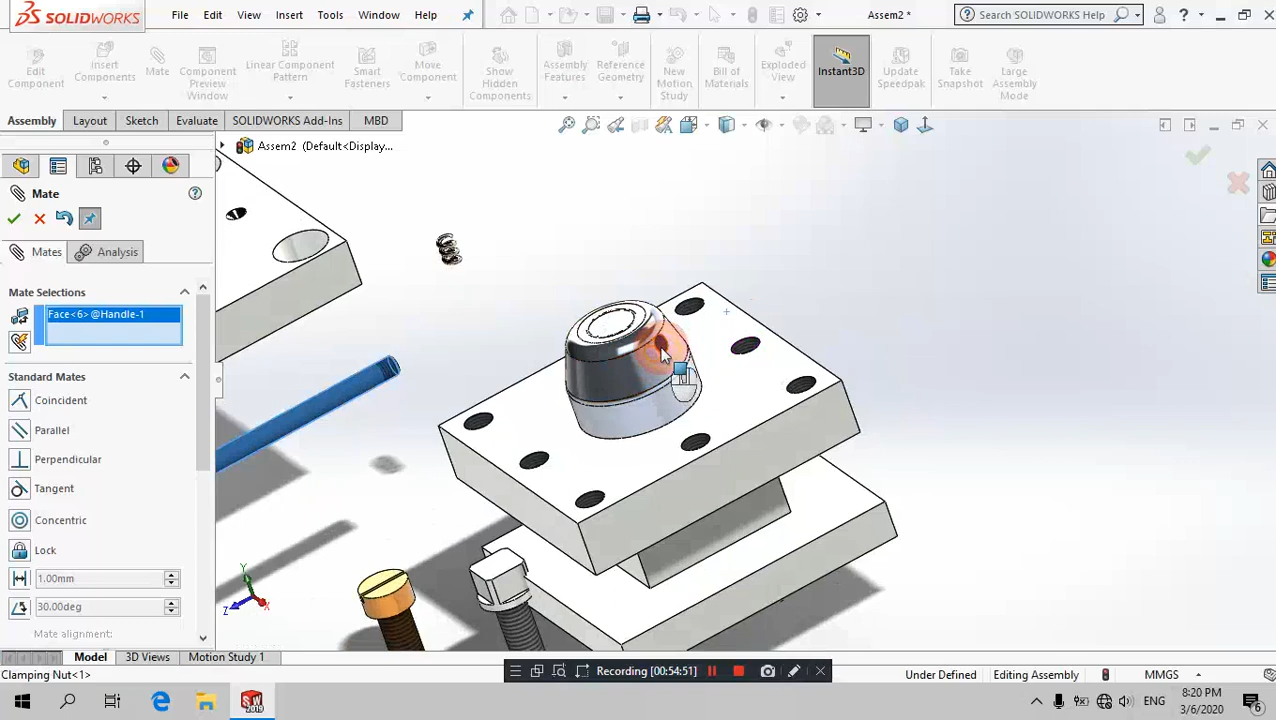 SOLIDWORKS
File Edit View Insert Tools Window Help
Assem2 *
Search SOLIDWORKS Help
?
Edit Component
Insert Components
Mate
Component Preview Window
Linear Component Pattern
Smart Fasteners
Move Component
Show Hidden Components
Assembly Features
Reference Geometry
New Motion Study
Bill of Materials
Exploded View
Instant3D
Update Speedpak
Take Snapshot
Large Assembly Mode
Assembly Layout Sketch Evaluate SOLIDWORKS Add-Ins MBD
Assem2 (Default<Display...
Mate
Mates Analysis
Mate Selections
Face<6>@Handle-1
Standard Mates
Coincident
Parallel
Perpendicular
Tangent
Concentric
Lock
1.00mm
30.00deg
Mate alignment:
Y
Z
X
Model 3D Views Motion Study 1
Recording [00:54:51]
Clamping Nut<1>
Under Defined Editing Assembly MMGS
SW 2019
ENG
8:20 PM
3/6/2020
6